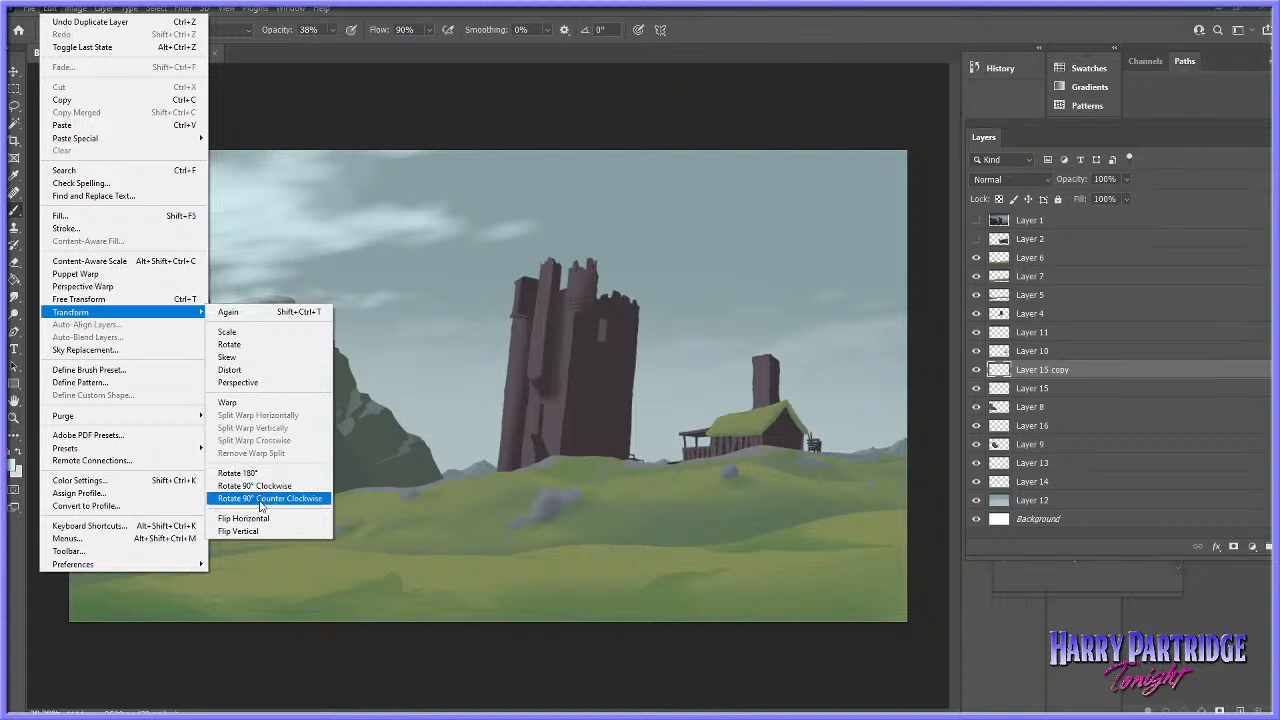 File Edit Image Layer Type Select Filter Plugins Window Help
Opacity: 38% Flow: 90% Smoothing: 0% 0°
Undo Duplicate Layer Ctrl+Z
Redo Shift+Ctrl+Z
Toggle Last State Alt+Ctrl+Z
Fade... Shift+Ctrl+F
Cut Ctrl+X
Copy Ctrl+C
Copy Merged Shift+Ctrl+C
Paste Ctrl+V
Paste Special
Clear
Search Ctrl+F
Check Spelling...
Find and Replace Text...
Fill... Shift+F5
Stroke...
Content-Aware Fill...
Content-Aware Scale Alt+Shift+Ctrl+C
Puppet Warp
Perspective Warp
Free Transform Ctrl+T
Transform
Auto-Align Layers...
Auto-Blend Layers...
Sky Replacement...
Define Brush Preset...
Define Pattern...
Define Custom Shape...
Purge
Adobe PDF Presets...
Presets
Remote Connections...
Color Settings... Shift+Ctrl+K
Assign Profile...
Convert to Profile...
Keyboard Shortcuts... Alt+Shift+Ctrl+K
Menus... Alt+Shift+Ctrl+M
Toolbar...
Preferences
Again Shift+Ctrl+T
Scale
Rotate
Skew
Distort
Perspective
Warp
Split Warp Horizontally
Split Warp Vertically
Split Warp Crosswise
Remove Warp Split
Rotate 180°
Rotate 90° Clockwise
Rotate 90° Counter Clockwise
Flip Horizontal
Flip Vertical
History
Swatches
Gradients
Patterns
Channels Paths
Layers
Kind
Normal Opacity: 100%
Lock: Fill: 100%
Layer 1
Layer 2
Layer 6
Layer 7
Layer 5
Layer 4
Layer 11
Layer 10
Layer 15 copy
Layer 15
Layer 8
Layer 16
Layer 9
Layer 13
Layer 14
Layer 12
Background
HARRY PARTRIDGE
Tonight